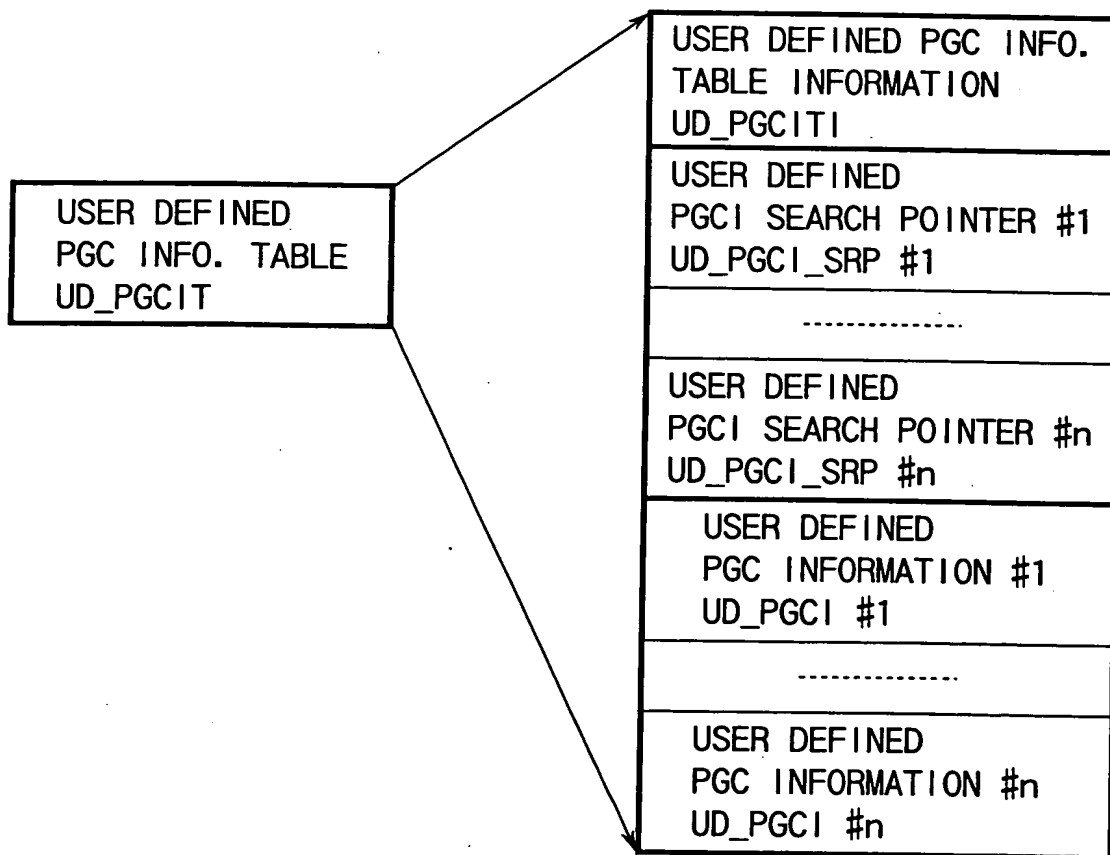 USER DEFINED
PGC INFO. TABLE
UD_PGCIT
USER DEFINED PGC INFO.
TABLE INFORMATION
UD_PGCITI
USER DEFINED
PGCI SEARCH POINTER #1
UD_PGCI_SRP #1
USER DEFINED
PGCI SEARCH POINTER #n
UD_PGCI_SRP #n
USER DEFINED
PGC INFORMATION #1
UD_PGCI #1
USER DEFINED
PGC INFORMATION #n
UD_PGCI #n